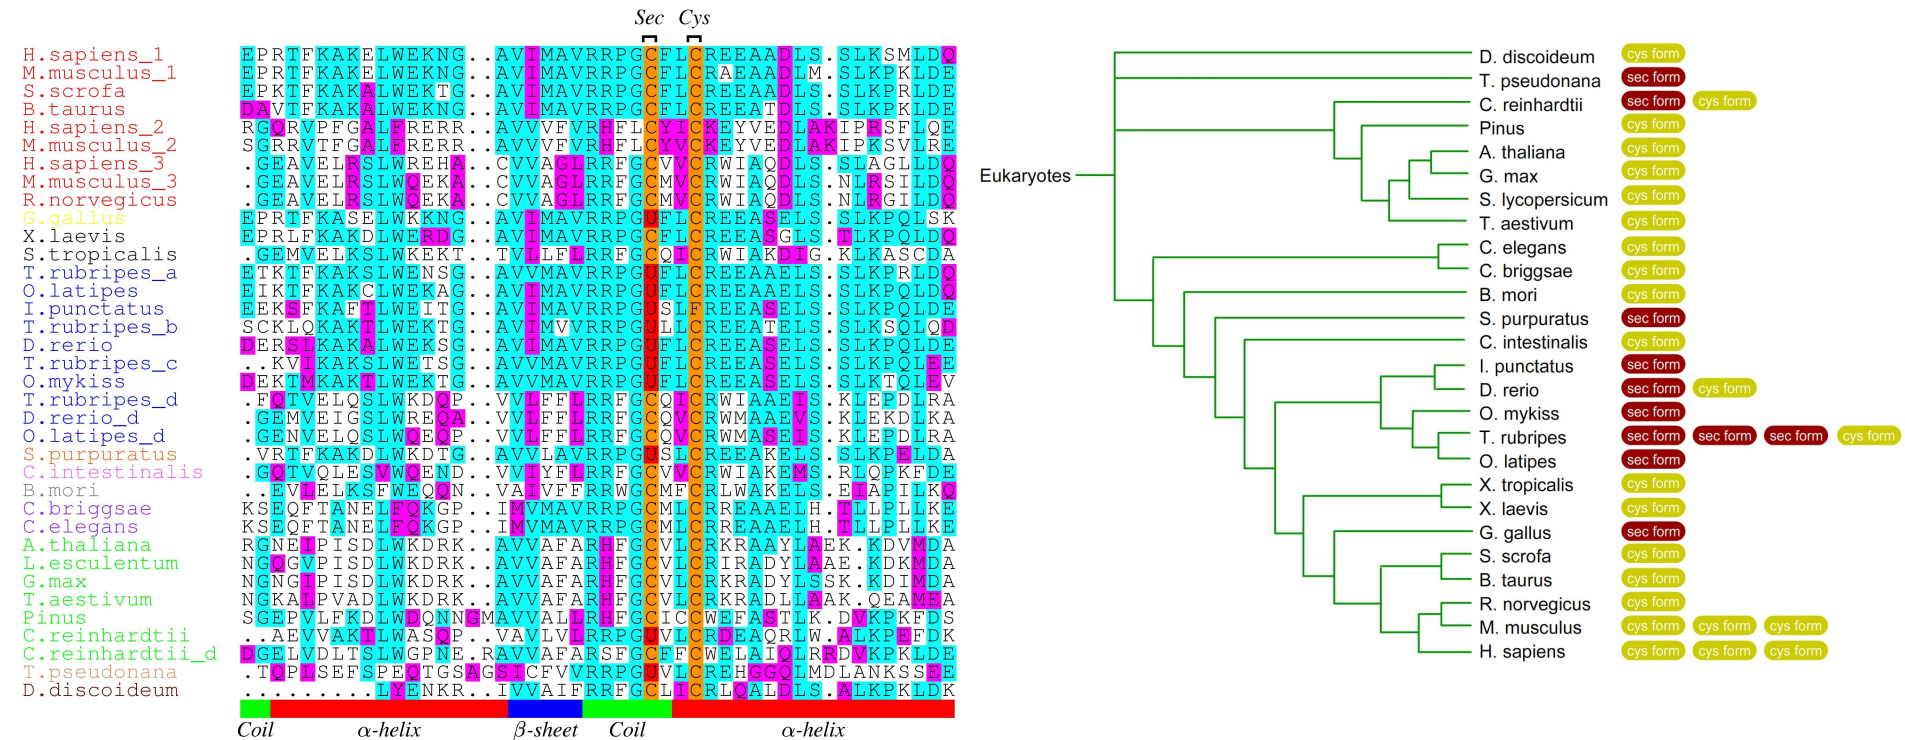 Sec Cys
H.sapiens_1 EPRTFKAKELWEKNG..AVIMAVRRPGCFLCREEAADLS.SLKSMLDQ
M.musculus_1 EPRTFKAKELWEKNG..AVIMAVRRPGCFLCRAEAADLM.SLKPKLDE
S.scrofa EPKTFKAKALWEKTG..AVIMAVRRPGCFLCREEAADLS.SLKPRLDE
B.taurus DAVTFKAKALWEKNG..AVIMAVRRPGCFLCREEATDLS.SLKPKLDE
H.sapiens_2 RGQRVPFGALFRERR..AVVVFVRHFLCYICKEYVEDLAKIPRSFLQE
M.musculus_2 SGRRVTFGALFRERR..AVVVFVRHFLCYVCKEYVEDLAKIPKSVLRE
H.sapiens_3 .GEAVELRSLWREHA..CVVAGLRRFGCVVCRWIAQDLS.SLAGLLDQ
M.musculus_3 .GEAVELRSLWQEKA..CVVAGLRRFGCMVCRWIAQDLS.NLRSILDQ
R.norvegicus .GEAVELRSLWQEKA..CVVAGLRRFGCMVCRWIAQDLS.NLRGILDQ
G.gallus EPRTFKASELWKKNG..AVIMAVRRPGUFLCREEASELS.SLKPQLSK
X.laevis EPRLFKAKDLWERDG..AVIMAVRRPGCFLCREEASGLS.TLKPQLDQ
S.tropicalis .GEMVELKSLWKEKT..TVLLFLRRFGCQICRWIAKDIG.KLKASCDA
T.rubripes_a ETKTFKAKSLWENSG..AVVMAVRRPGUFLCREEAAELS.SLKPRLDQ
O.latipes EIKTFKAKCLWEKAG..AVIMAVRRPGUFLCREEAAELS.SLKPQLDQ
I.punctatus EEKSFKAFTLWEITG..AVIMAVRRPGUSLFREEASELS.SLKPQLDE
T.rubripes_b SCKLQKAKTLWEKTG..AVIMVVRRPGULLCREEATELS.SLKSQLQD
D.rerio DERSLKAKALWEKSG..AVIMAVRRPGUFLCREEASELS.SLKPQLDE
T.rubripes_c ..KVIKAKSLWETSG..AVVMAVRRPGUFLCREEASELS.SLKPQLEE
O.mykiss DEKTMKAKTLWEKTG..AVVMAVRRPGUFLCREEASELS.SLKTQLEV
T.rubripes_d .FQTVELQSLWKDQP..VVLFFLRRFGCQICRWIAAEIS.KLEPDLRA
D.rerio_d .GEMVEIGSLWREQA..VVLFFLRRFGCQVCRWMAAEVS.KLEKDLKA
O.latipes_d .GENVELQSLWQEQP..VVLFFLRRFGCQVCRWMASEIS.KLEPDLRA
S.purpuratus .VRTFKAKDLWKDTG..AVVLAVRRPGUSLCREEASELS.SLKPELDA
C.intestinalis .GQTVQLESVWQEND..VVIYFLRRFGCVVCRWIAKEMS.RLQPKFDE
B.mori ..EVLELKSFWEQQN..VAIVFFRRWGCMFCRLWAKELS.EIAPILKQ
C.briggsae KSEQFTANELFQKGP..IMVMAVRRPGCMLCRREAAELH.TLLPLLKE
C.elegans KSEQFTANELFQKGP..IMVMAVRRPGCMLCRREAAELH.TLLPLLKE
A.thaliana RGNEIPISDLWKDRK..AVVAFARHFGCVLCRKRAAYLAEK.KDVMDA
L.esculentum NGQGVPISDLWKDRK..AVVAFARHFGCVLCRIRADYLAAE.KDKMDA
G.max NGNGIPISDLWKDRK..AVVAFARHFGCVLCRKRADYLSSK.KDIMDA
T.aestivum NGKALPVADLWKDRK..AVVAFARHFGCVLCRKRADLLAAK.QEAMEA
Pinus SGEPVLFKDLWDQNNGMAVVALLRHFGCICCWEFASTLK.DVKPKFDS
C.reinhardtii ..AEVVAKTLWASQP..VAVLVLRRPGUVLCRDEAQRLW.ALKPEFDK
C.reinhardtii_d DGELVDLTSLWGPNE.RAVVAFARSFGCFFCWELAIQLRRDVKPKLDE
T.pseudonana .TQPLSEFSPEQTGSAGSICFVVRRPGUVLCREHGGQLMDLANKSSEE
D.discoideum .........LYENKR..IVVAIFRRFGCLICRLQALDLS.ALKPKLDK
Coil α-helix β-sheet Coil α-helix
Eukaryotes
D. discoideum cys form
T. pseudonana sec form
C. reinhardtii sec form cys form
Pinus cys form
A. thaliana cys form
G. max cys form
S. lycopersicum cys form
T. aestivum cys form
C. elegans cys form
C. briggsae cys form
B. mori cys form
S. purpuratus sec form
C. intestinalis cys form
I. punctatus sec form
D. rerio sec form cys form
O. mykiss sec form
T. rubripes sec form sec form sec form cys form
O. latipes sec form
X. tropicalis cys form
X. laevis cys form
G. gallus sec form
S. scrofa cys form
B. taurus cys form
R. norvegicus cys form
M. musculus cys form cys form cys form
H. sapiens cys form cys form cys form